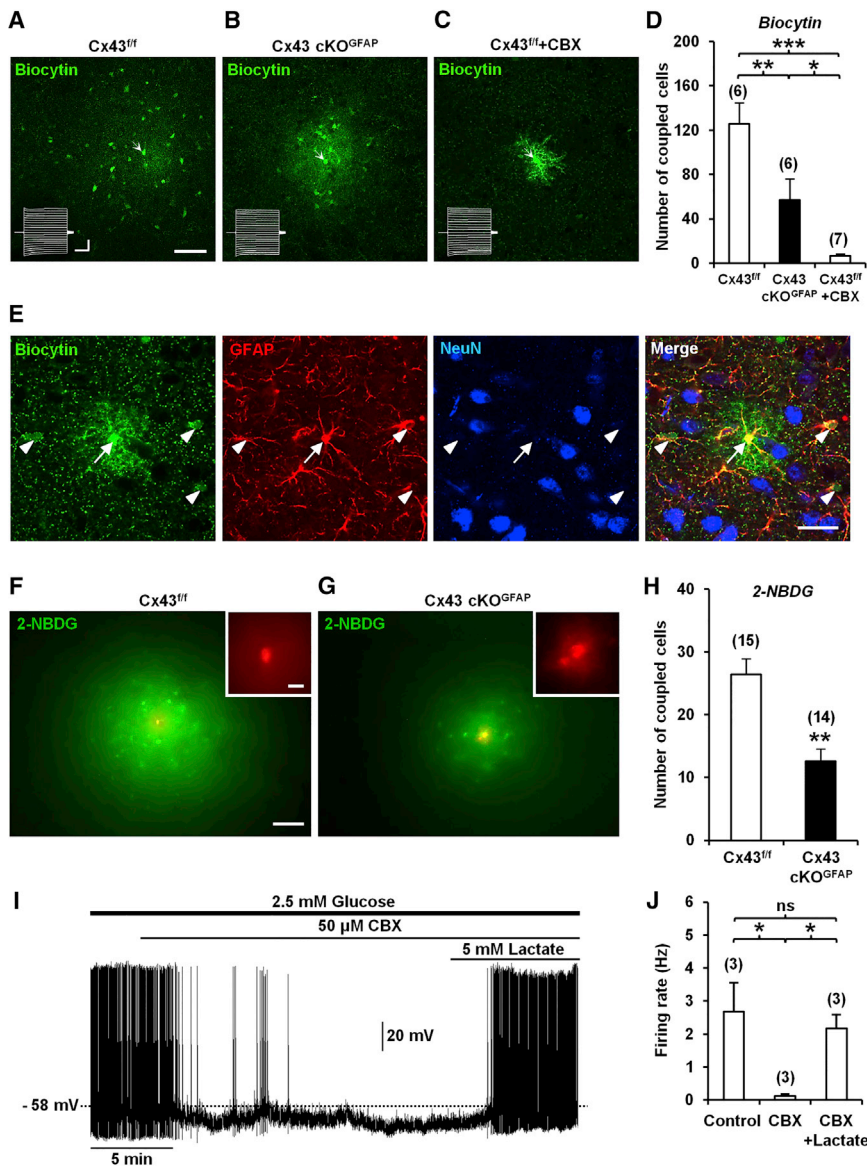 A
Cx43f/f
Biocytin
B
Cx43 cKOGFAP
Biocytin
C
Cx43f/f+CBX
Biocytin
D
Biocytin
Number of coupled cells
200
160
120
80
40
0
***
** *
(6)
(6)
(7)
Cx43f/f
Cx43
cKOGFAP
Cx43f/f
+CBX
E
Biocytin
GFAP
NeuN
Merge
F
Cx43f/f
2-NBDG
G
Cx43 cKOGFAP
2-NBDG
H
2-NBDG
Number of coupled cells
40
30
20
10
0
(15)
(14)
**
Cx43f/f
Cx43
cKOGFAP
I
2.5 mM Glucose
50 µM CBX
5 mM Lactate
20 mV
- 58 mV
5 min
J
Firing rate (Hz)
6
5
4
3
2
1
0
ns
* *
(3)
(3)
(3)
Control
CBX
CBX
+Lactate